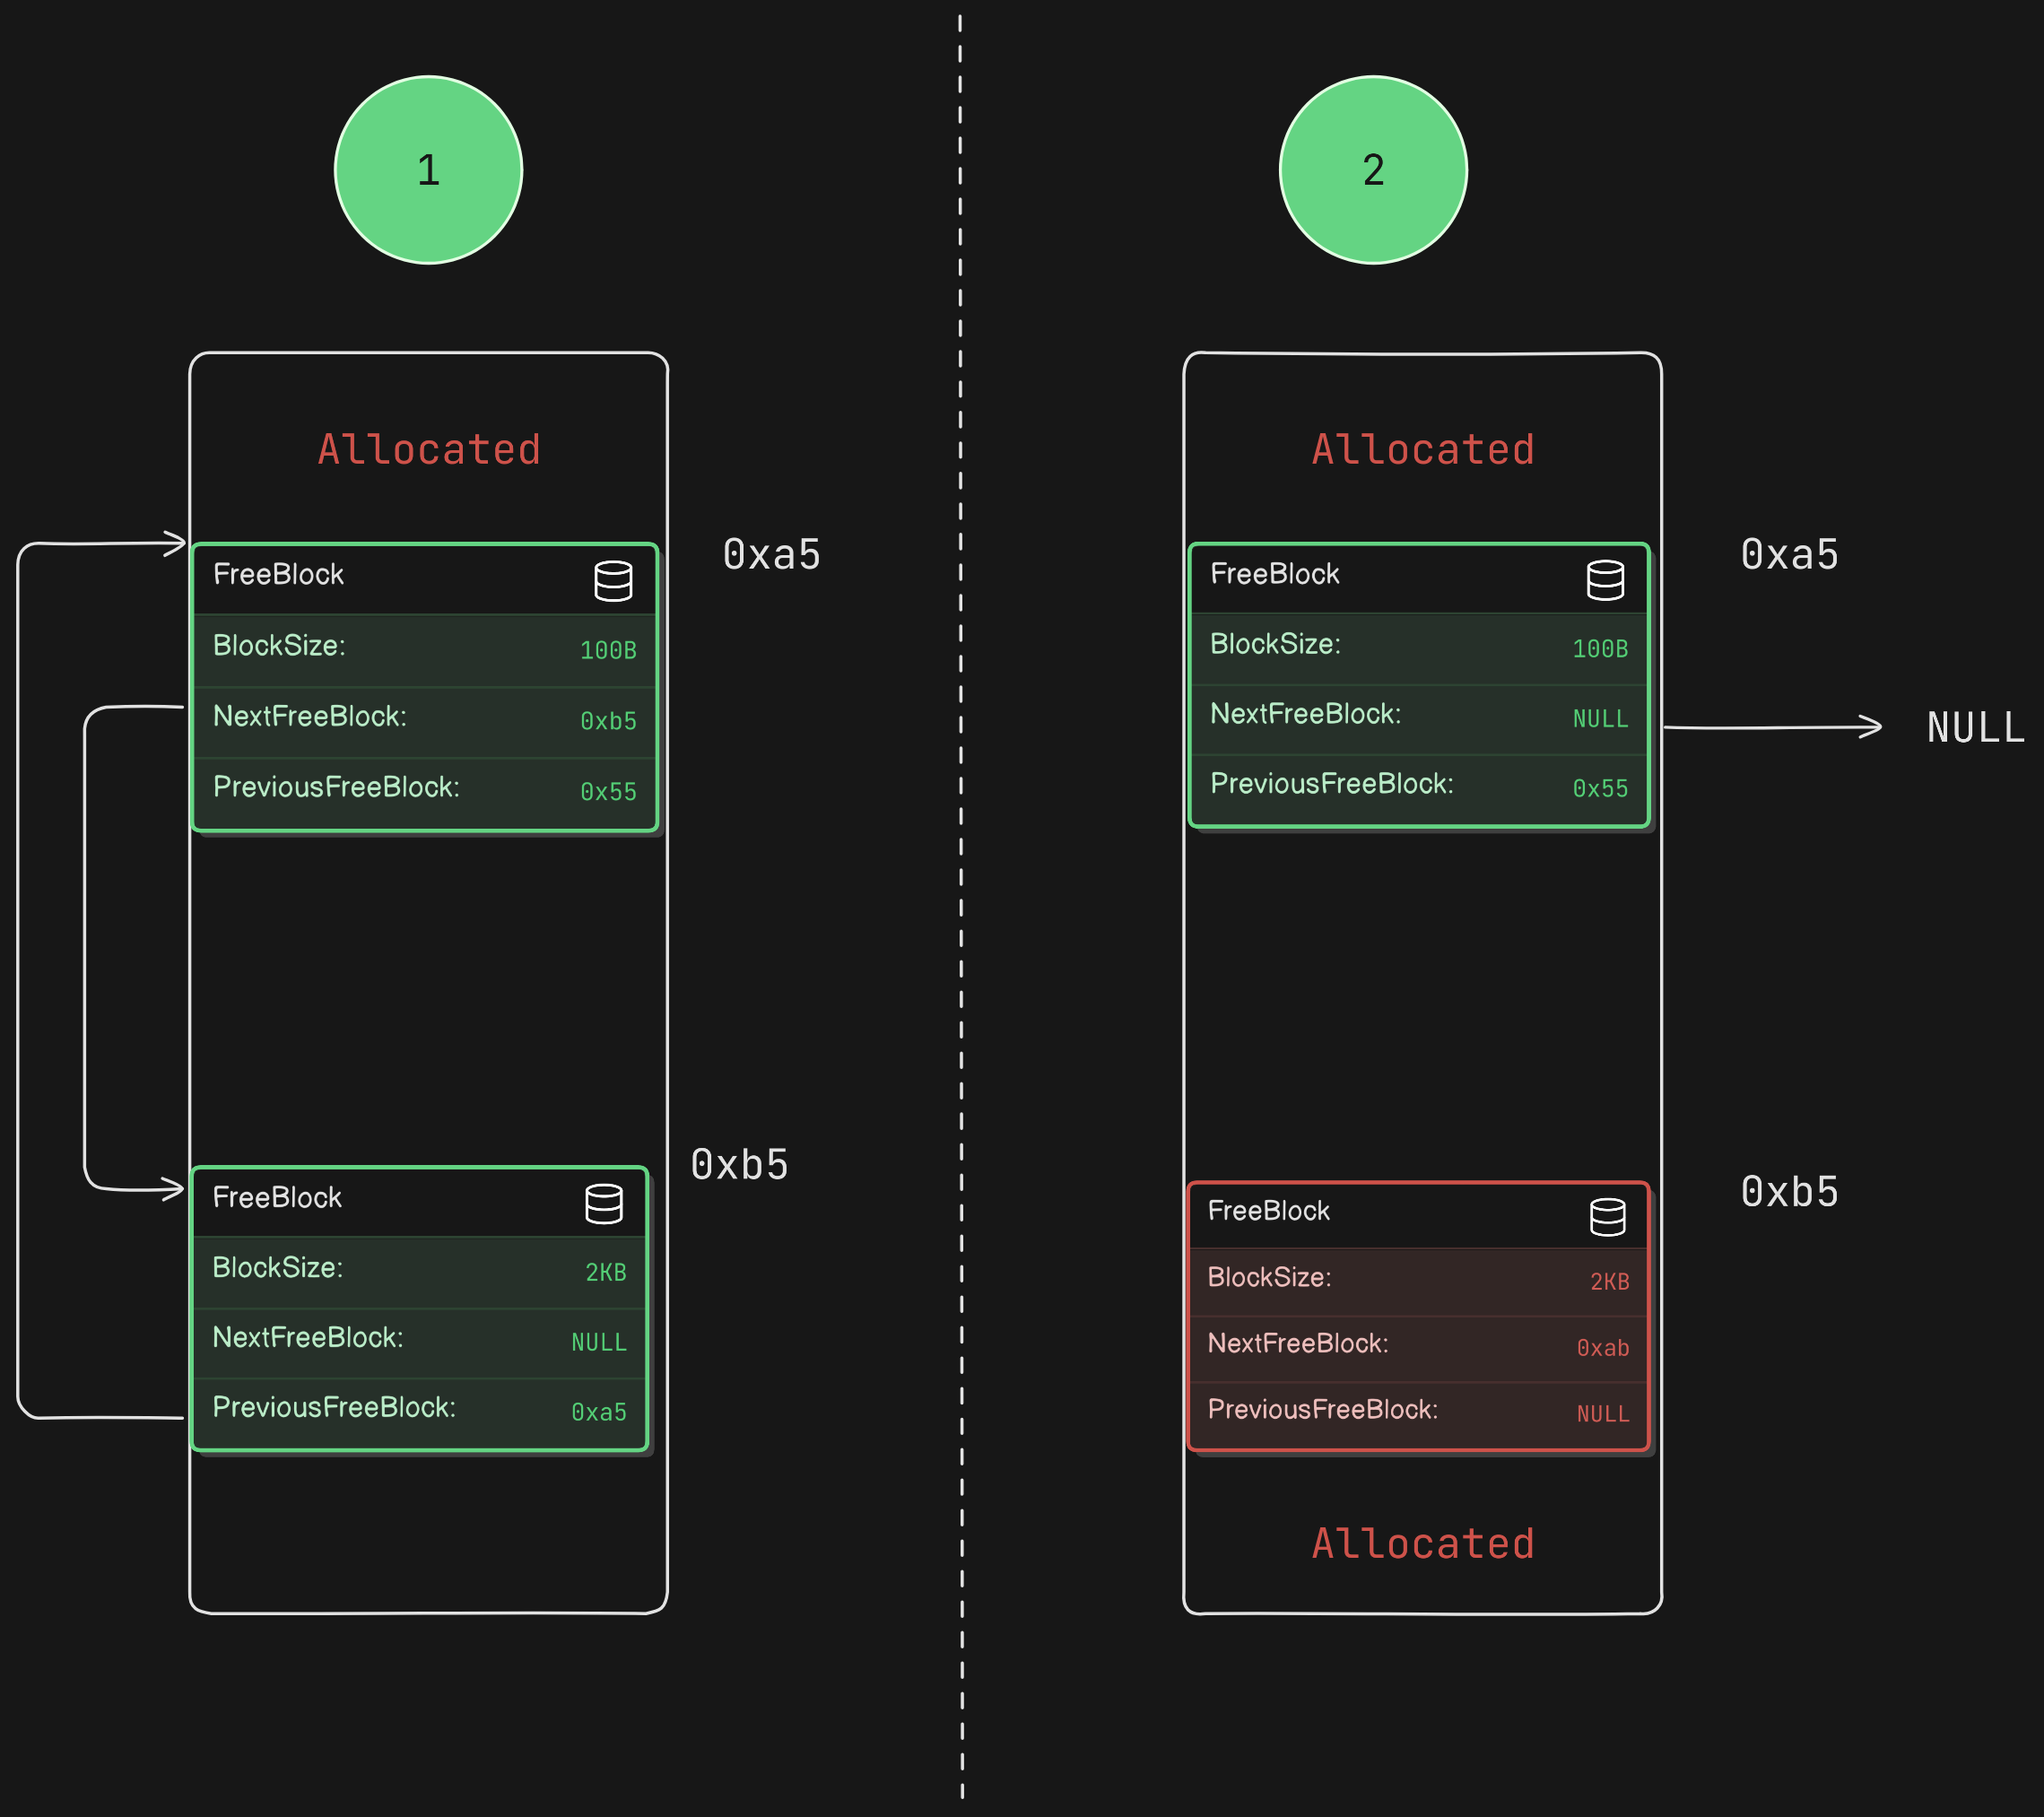 1
Allocated
0xa5
FreeBlock
BlockSize: 100B
NextFreeBlock: 0xb5
PreviousFreeBlock: 0x55
0xb5
FreeBlock
BlockSize: 2KB
NextFreeBlock: NULL
PreviousFreeBlock: 0xa5
2
Allocated
0xa5
FreeBlock
BlockSize: 100B
NextFreeBlock: NULL
NULL
PreviousFreeBlock: 0x55
0xb5
FreeBlock
BlockSize: 2KB
NextFreeBlock: 0xab
PreviousFreeBlock: NULL
Allocated